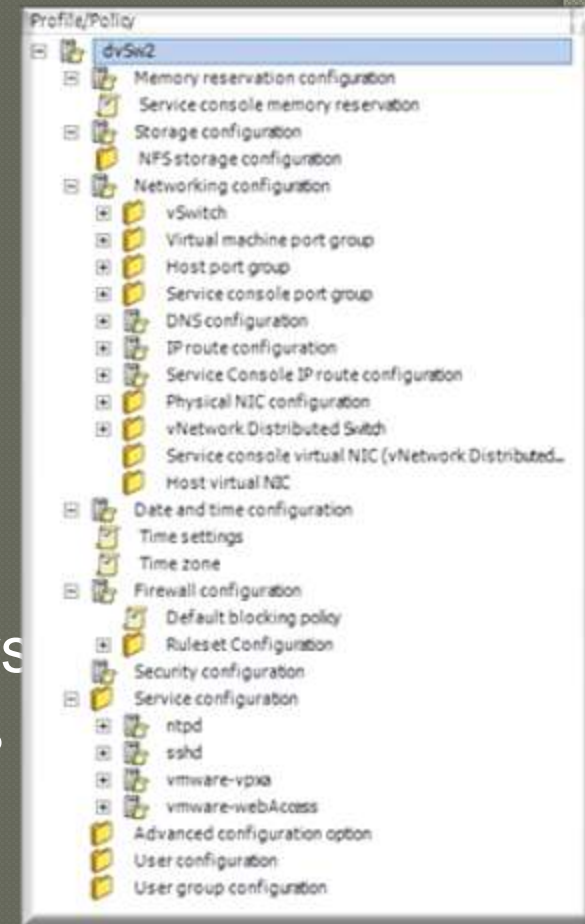 Profile/Policy
dvSw2
Memory reservation configuration
Service console memory reservation
Storage configuration
NFS storage configuration
Networking configuration
vSwitch
Virtual machine port group
Host port group
Service console port group
DNS configuration
IP route configuration
Service Console IP route configuration
Physical NIC configuration
vNetwork Distributed Switch
Service console virtual NIC (vNetwork Distributed...
Host virtual NIC
Date and time configuration
Time settings
Time zone
Firewall configuration
Default blocking policy
Ruleset Configuration
Security configuration
Service configuration
ntpd
sshd
vmware-vpxa
vmware-webAccess
Advanced configuration option
User configuration
User group configuration